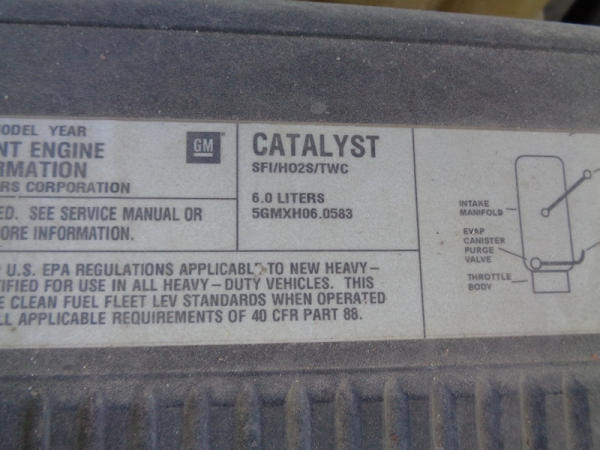 MODEL YEAR
NT ENGINE
RMATION
RS CORPORATION
GM
CATALYST
SFI/HO2S/TWC
6.0 LITERS
5GMXH06.0583
ED. SEE SERVICE MANUAL OR
ORE INFORMATION.
U.S. EPA REGULATIONS APPLICABLE TO NEW HEAVY–
TIFIED FOR USE IN ALL HEAVY–DUTY VEHICLES. THIS
E CLEAN FUEL FLEET LEV STANDARDS WHEN OPERATED
LL APPLICABLE REQUIREMENTS OF 40 CFR PART 88.
INTAKE
MANIFOLD
EVAP
CANISTER
PURGE
VALVE
THROTTLE
BODY